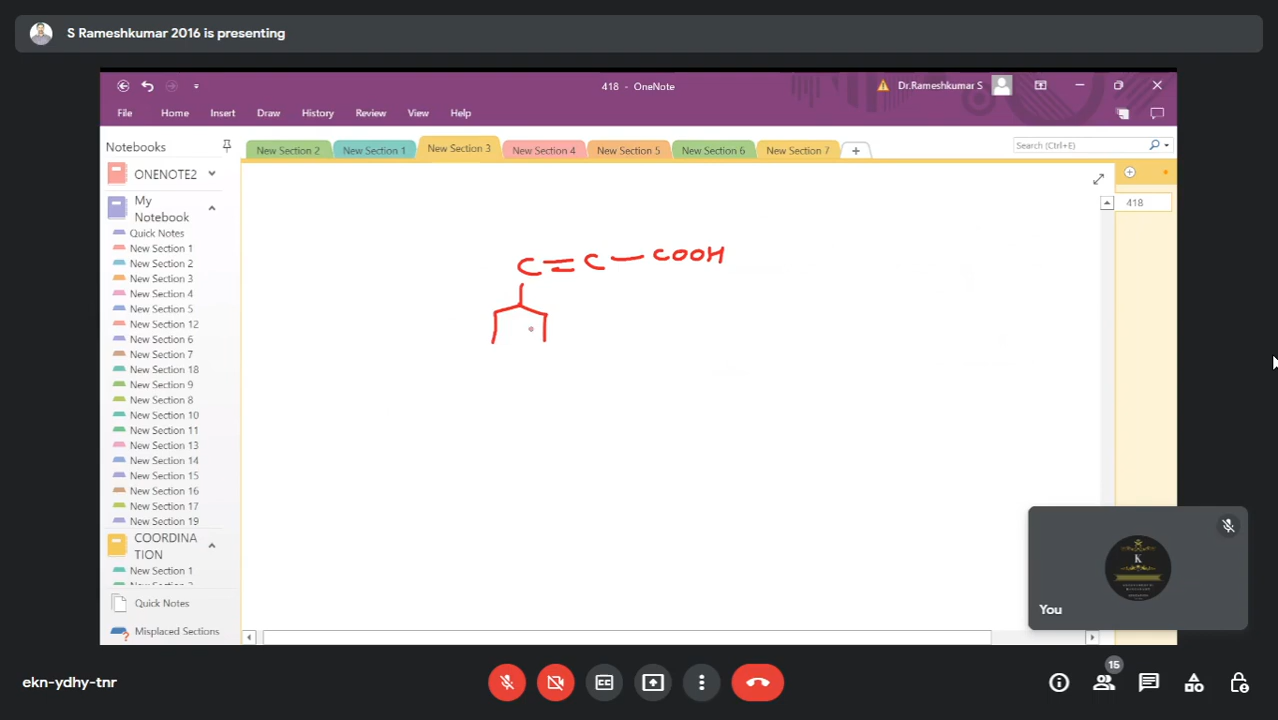 S Rameshkumar 2016 is presenting
418 - OneNote
Dr.Rameshkumar S
File Home Insert Draw History Review View Help
Notebooks
New Section 2 New Section 1 New Section 3 New Section 4 New Section 5 New Section 6 New Section 7 +
Search (Ctrl+E)
ONENOTE2
418
My
Notebook
Quick Notes
New Section 1
New Section 2
New Section 3
New Section 4
New Section 5
New Section 12
New Section 6
New Section 7
New Section 18
New Section 9
New Section 8
New Section 10
New Section 11
New Section 13
New Section 14
New Section 15
New Section 16
New Section 17
New Section 19
COORDINA
TION
New Section 1
Quick Notes
Misplaced Sections
C = C — COOH
K
You
ekn-ydhy-tnr
CC
15